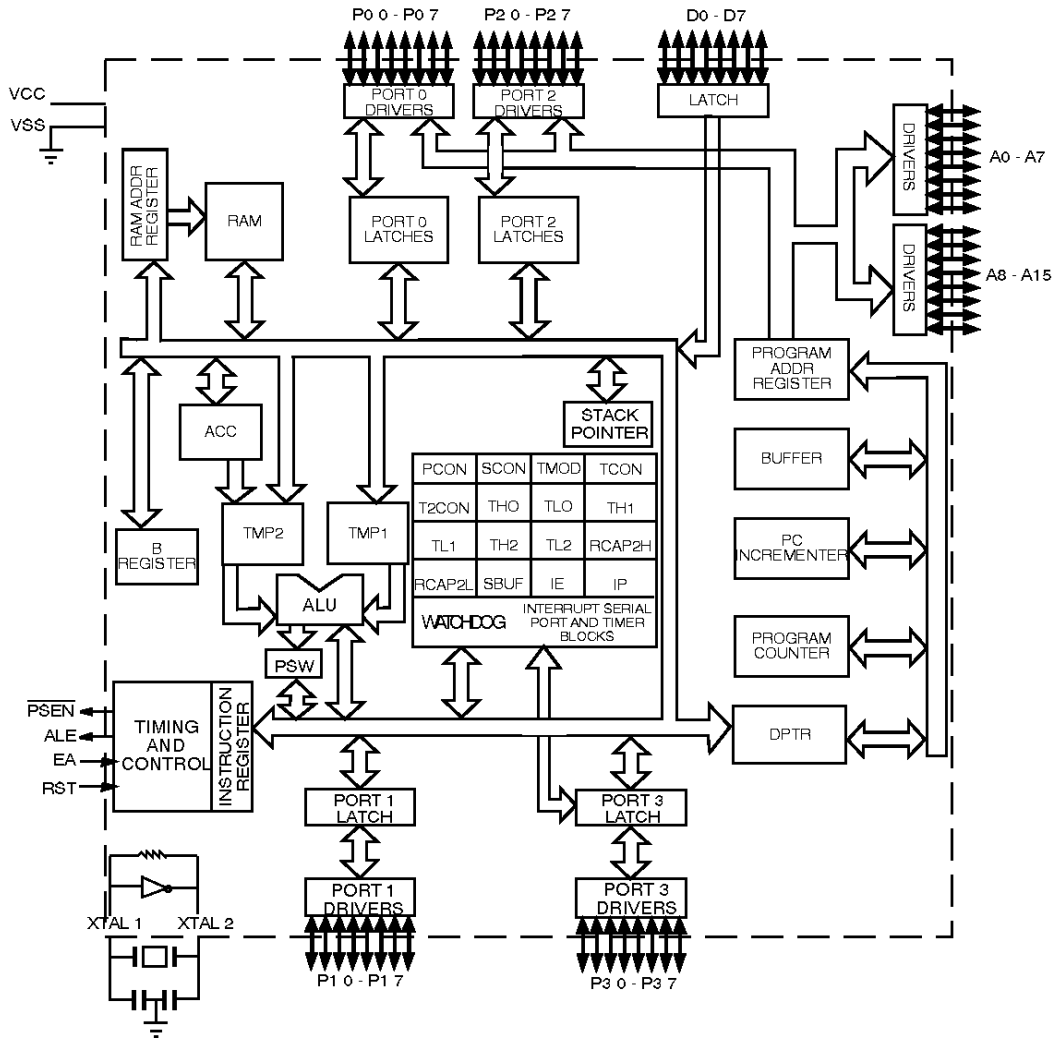 P0 0 - P0 7
P2 0 - P2 7
D0 - D7
VCC
VSS
PORT 0
DRIVERS
PORT 2
DRIVERS
LATCH
DRIVERS
A0 - A7
RAM ADDR
REGISTER
RAM
PORT 0
LATCHES
PORT 2
LATCHES
DRIVERS
A8 - A15
PROGRAM
ADDR
REGISTER
ACC
STACK
POINTER
BUFFER
PCON
SCON
TMOD
TCON
T2CON
THO
TLO
TH1
TL1
TH2
TL2
RCAP2H
RCAP2L
SBUF
IE
IP
WATCHDOG
INTERRUPT SERIAL
PORT AND TIMER
BLOCKS
B
REGISTER
TMP2
TMP1
ALU
PSW
PC
INCREMENTER
PROGRAM
COUNTER
DPTR
PSEN
ALE
EA
RST
TIMING
AND
CONTROL
INSTRUCTION
REGISTER
PORT 1
LATCH
PORT 3
LATCH
PORT 1
DRIVERS
PORT 3
DRIVERS
XTAL 1
XTAL 2
P1 0 - P1 7
P3 0 - P3 7